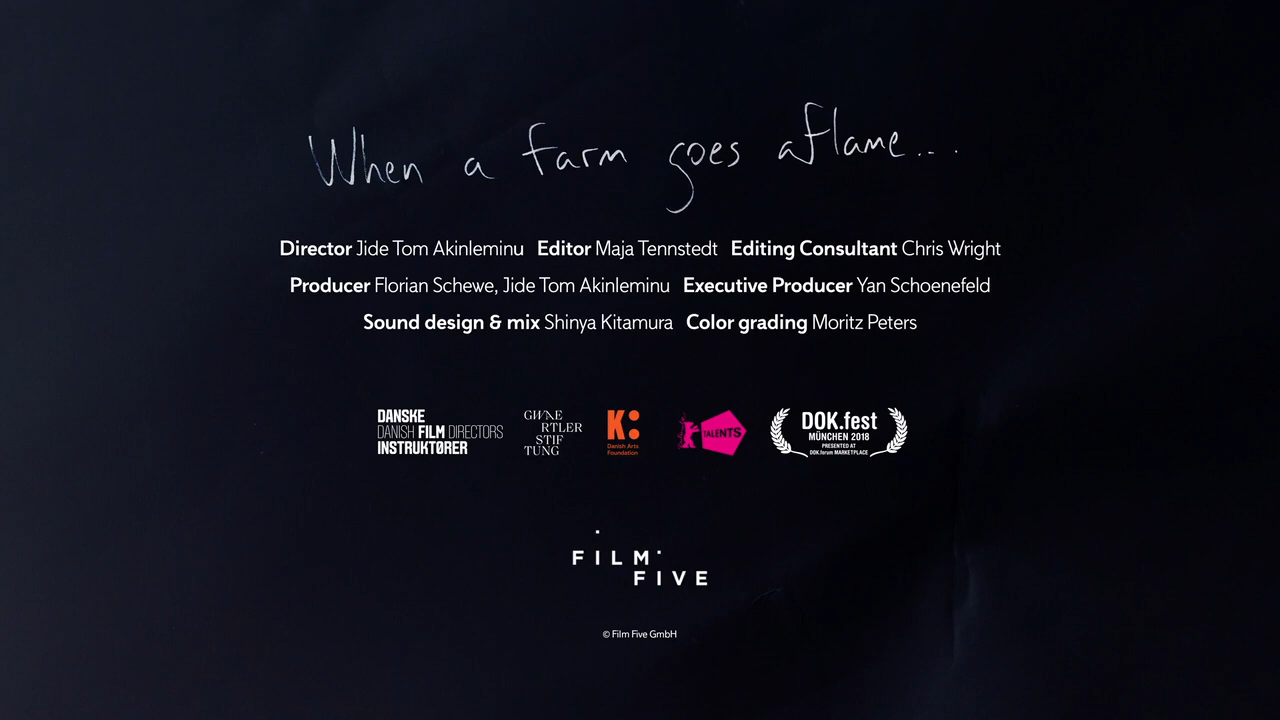 When a farm goes aflame...
Director Jide Tom Akinleminu Editor Maja Tennstedt Editing Consultant Chris Wright
Producer Florian Schewe, Jide Tom Akinleminu Executive Producer Yan Schoenefeld
Sound design & mix Shinya Kitamura Color grading Moritz Peters
DANSKE
DANISH FILM DIRECTORS
INSTRUKTØRER
GWAE
RTLER
STIF
TUNG
K:
Danish Arts
Foundation
TALENTS
DOK.fest
MÜNCHEN 2018
PRESENTED AT
DOK.forum MARKETPLACE
FILM
FIVE
© Film Five GmbH